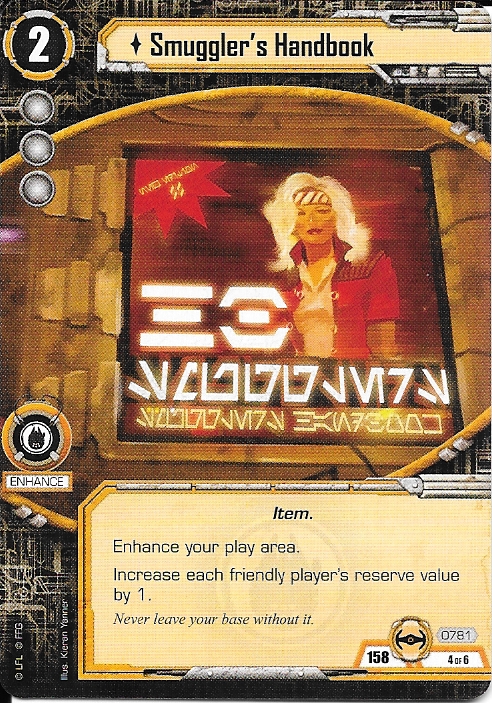 2
Smuggler's Handbook
ENHANCE
Item.
Enhance your play area.
Increase each friendly player's reserve value
by 1.
Never leave your base without it.
© LFL © FFG
Illus. Kieran Yanner
0781
158
4 OF 6